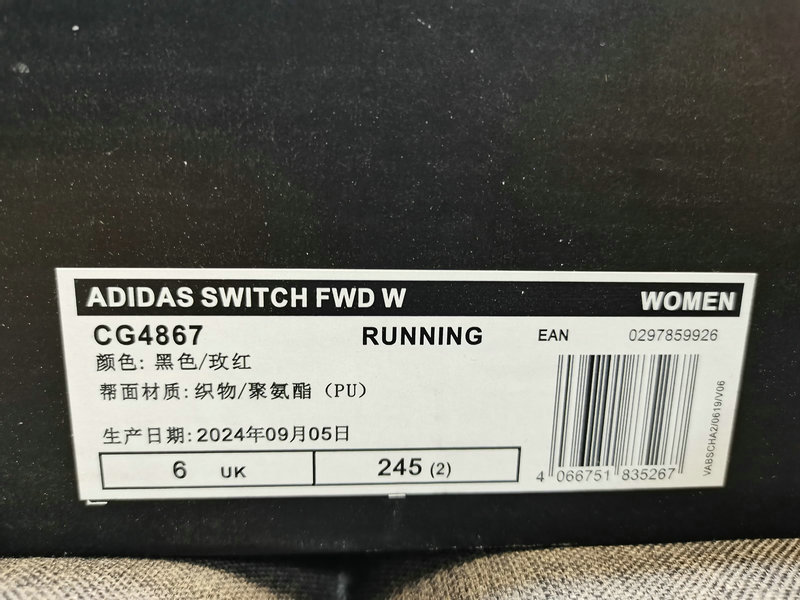 ADIDAS SWITCH FWD W WOMEN
CG4867 RUNNING EAN 0297859926
颜色: 黑色/玫红
帮面材质: 织物/聚氨酯（PU）
生产日期: 2024年09月05日
6 UK 245 (2)
4 066751 835267
VABSCHA2/0619/V06